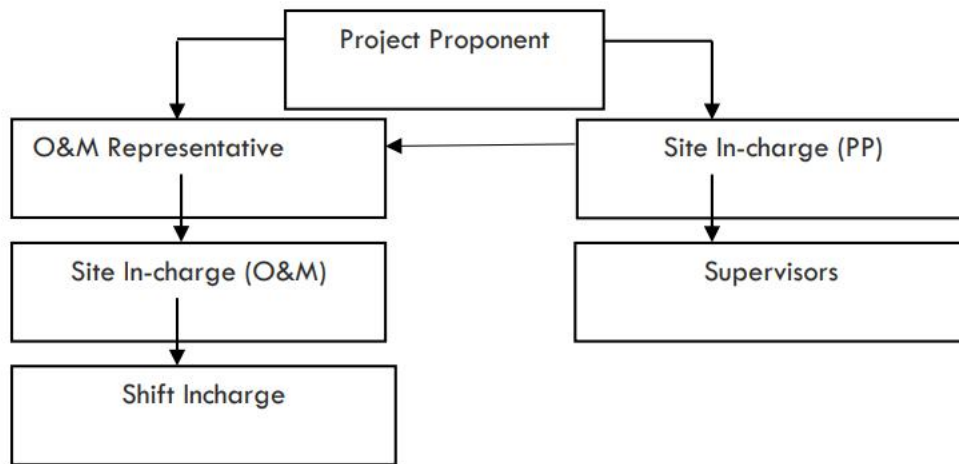 Project Proponent
O&M Representative
Site In-charge (PP)
Site In-charge (O&M)
Supervisors
Shift Incharge